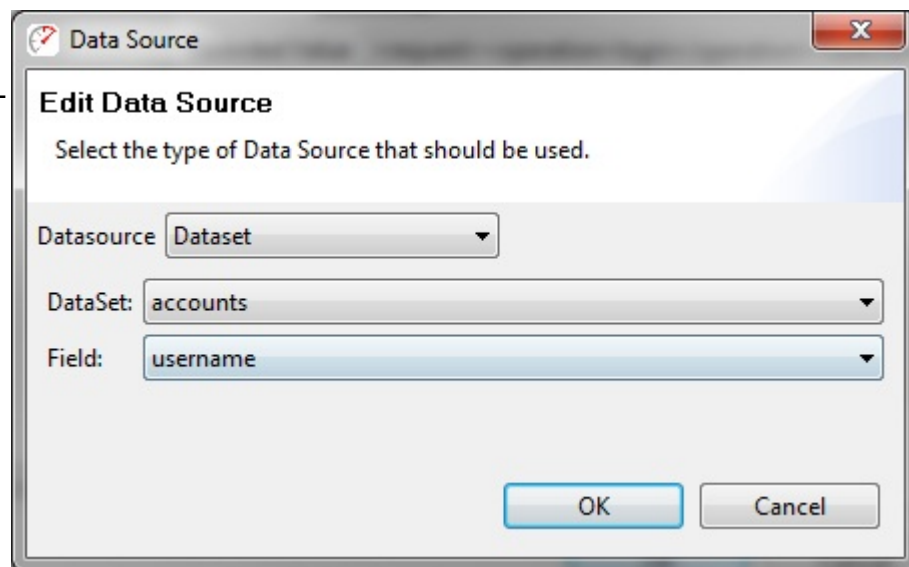 Data Source
Edit Data Source
Select the type of Data Source that should be used.
Datasource Dataset
DataSet: accounts
Field: username
OK Cancel